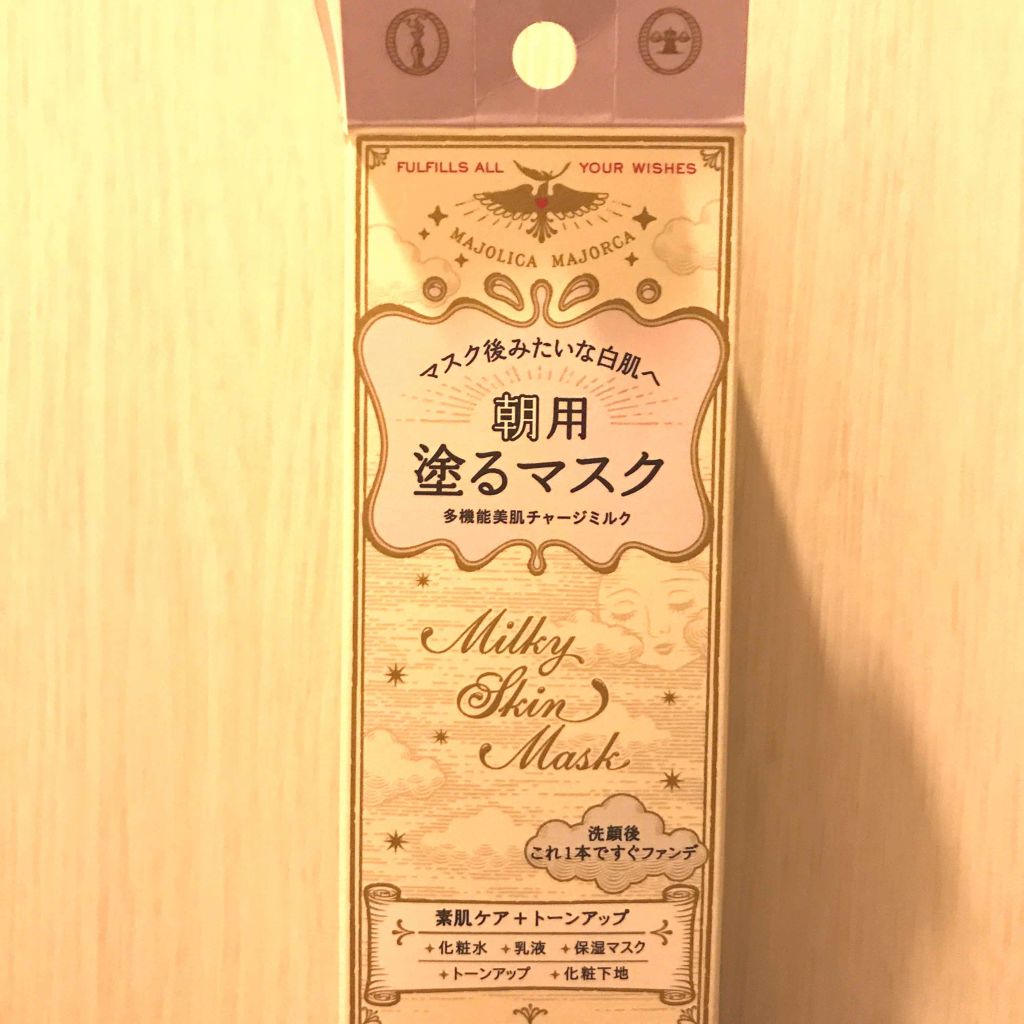 FULFILLS ALL YOUR WISHES
MAJOLICA MAJORCA
マスク後みたいな白肌へ
朝用
塗るマスク
多機能美肌チャージミルク
Milky
Skin
Mask
洗顔後
これ1本ですぐファンデ
素肌ケア+トーンアップ
化粧水 乳液 保湿マスク
トーンアップ 化粧下地